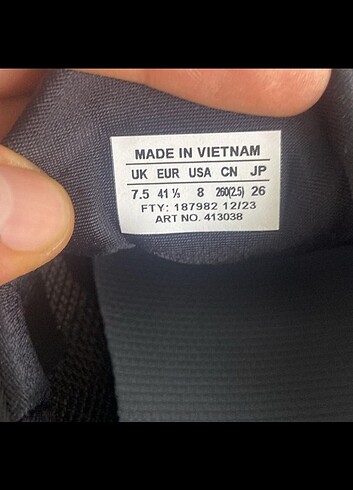 MADE IN VIETNAM
UK EUR USA CN JP
7.5 41 ⅓ 8 260(2.5) 26
FTY: 187982 12/23
ART NO. 413038